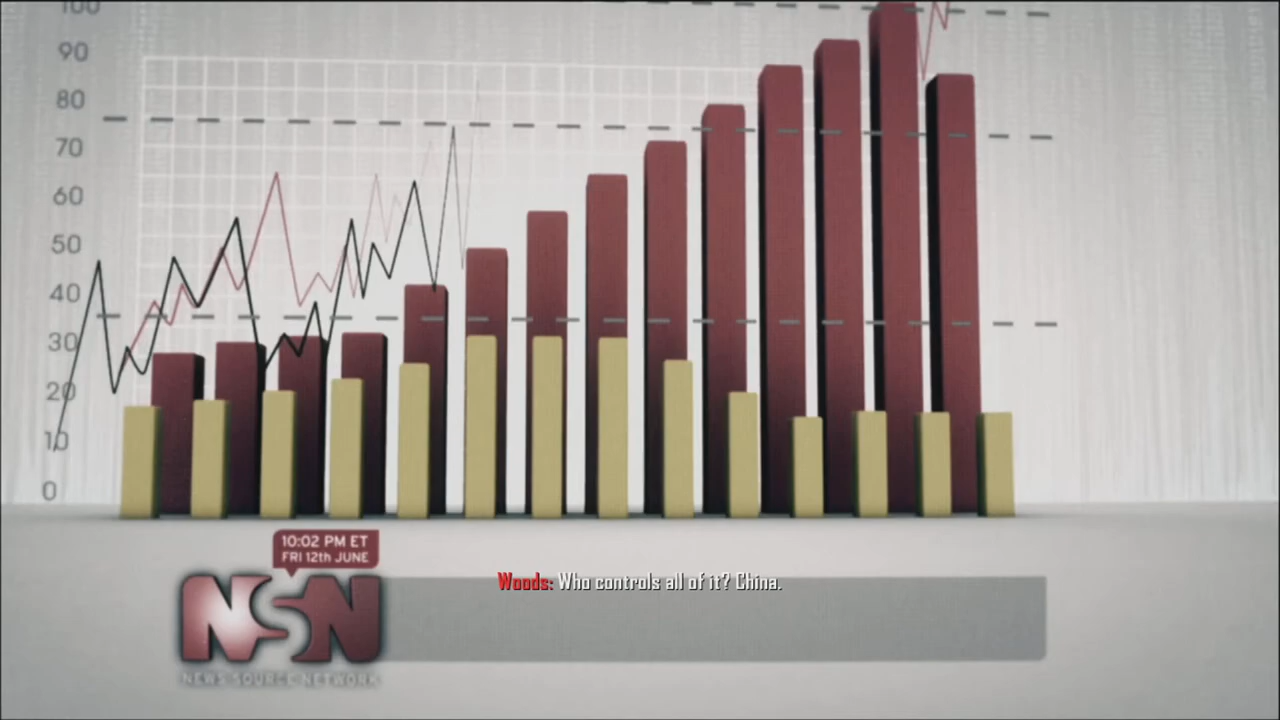 100
90
80
70
60
50
40
30
20
10
0
10:02 PM ET
FRI 12th JUNE
NSN
NEWS SOURCE NETWORK
Woods: Who controls all of it? China.